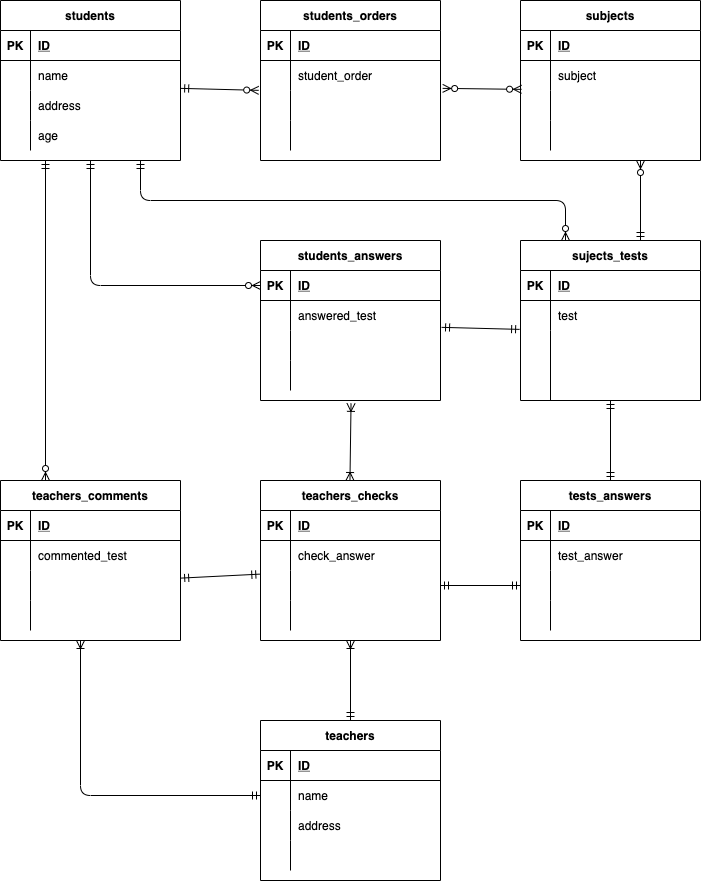 students
PK ID
name
address
age
students_orders
PK ID
student_order
subjects
PK ID
subject
students_answers
PK ID
answered_test
sujects_tests
PK ID
test
teachers_comments
PK ID
commented_test
teachers_checks
PK ID
check_answer
tests_answers
PK ID
test_answer
teachers
PK ID
name
address